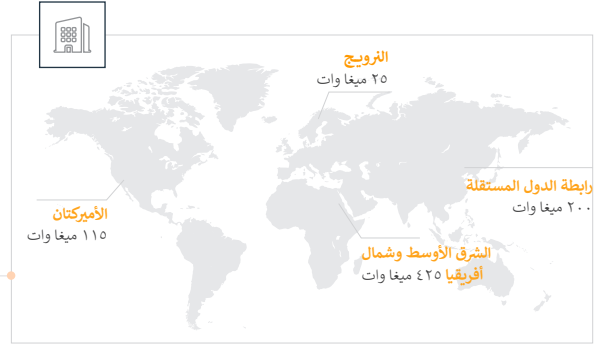 النرويج
٢٥ ميغا وات
رابطة الدول المستقلة
٢٠٠ ميغا وات
الأميركتان
١١٥ ميغا وات
الشرق الأوسط وشمال
أفريقيا ٤٢٥ ميغا وات